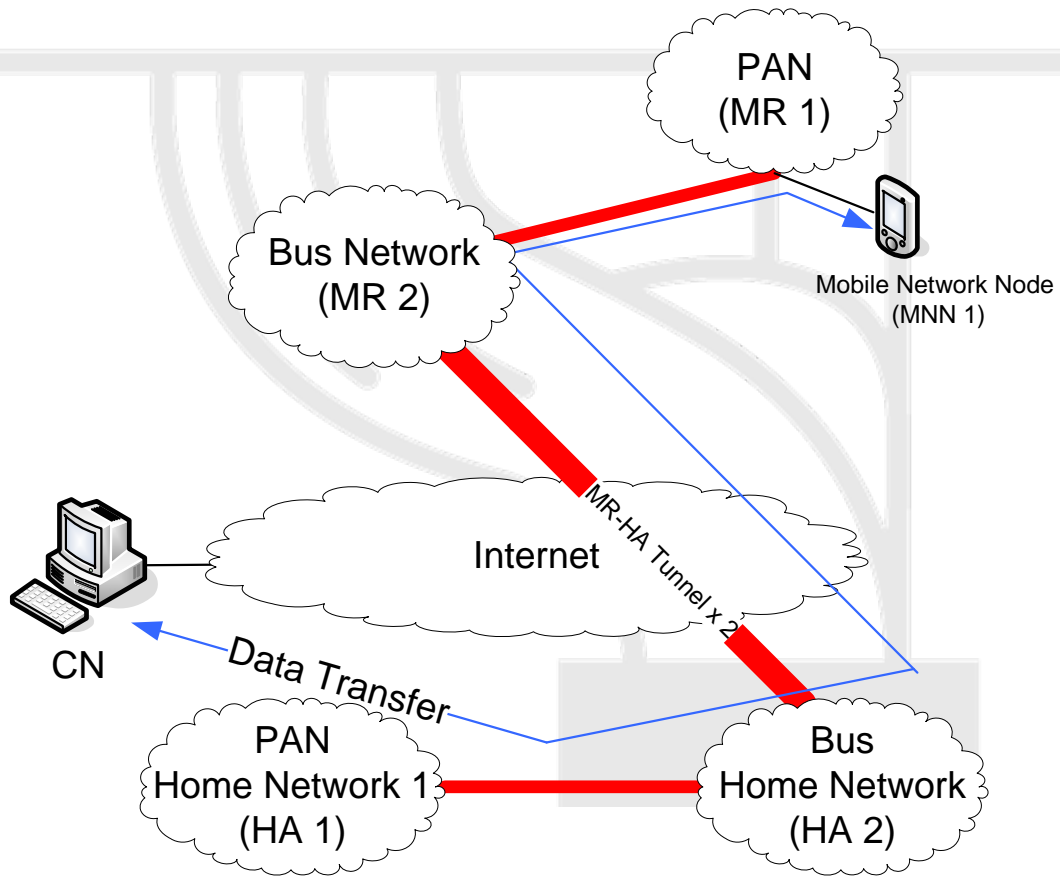 PAN
(MR 1)
Bus Network
(MR 2)
Mobile Network Node
(MNN 1)
Internet
MR-HA Tunnel x 2
CN
Data Transfer
PAN
Home Network 1
(HA 1)
Bus
Home Network
(HA 2)